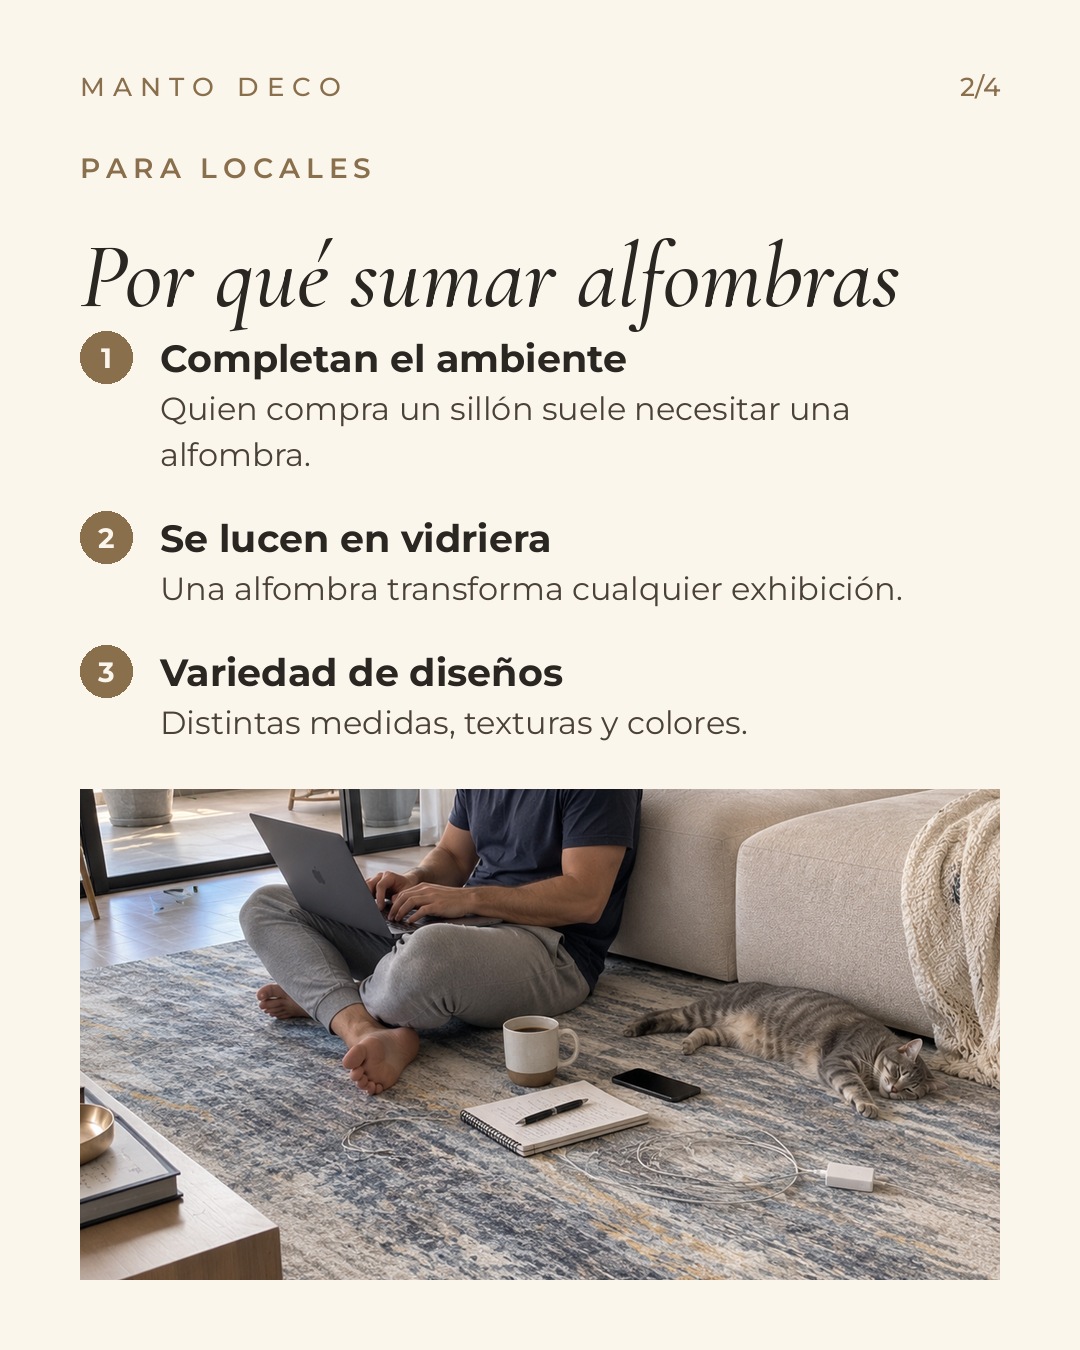 MANTO DECO
2/4
PARA LOCALES
Por qué sumar alfombras
1 Completan el ambiente
Quien compra un sillón suele necesitar una
alfombra.
2 Se lucen en vidriera
Una alfombra transforma cualquier exhibición.
3 Variedad de diseños
Distintas medidas, texturas y colores.